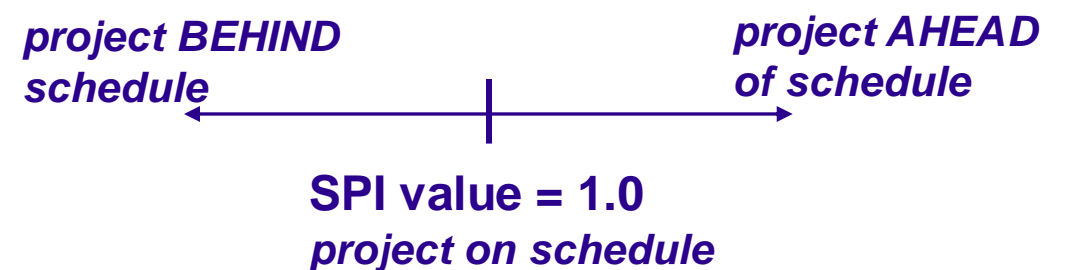 project BEHIND
schedule
project AHEAD
of schedule
SPI value = 1.0
project on schedule